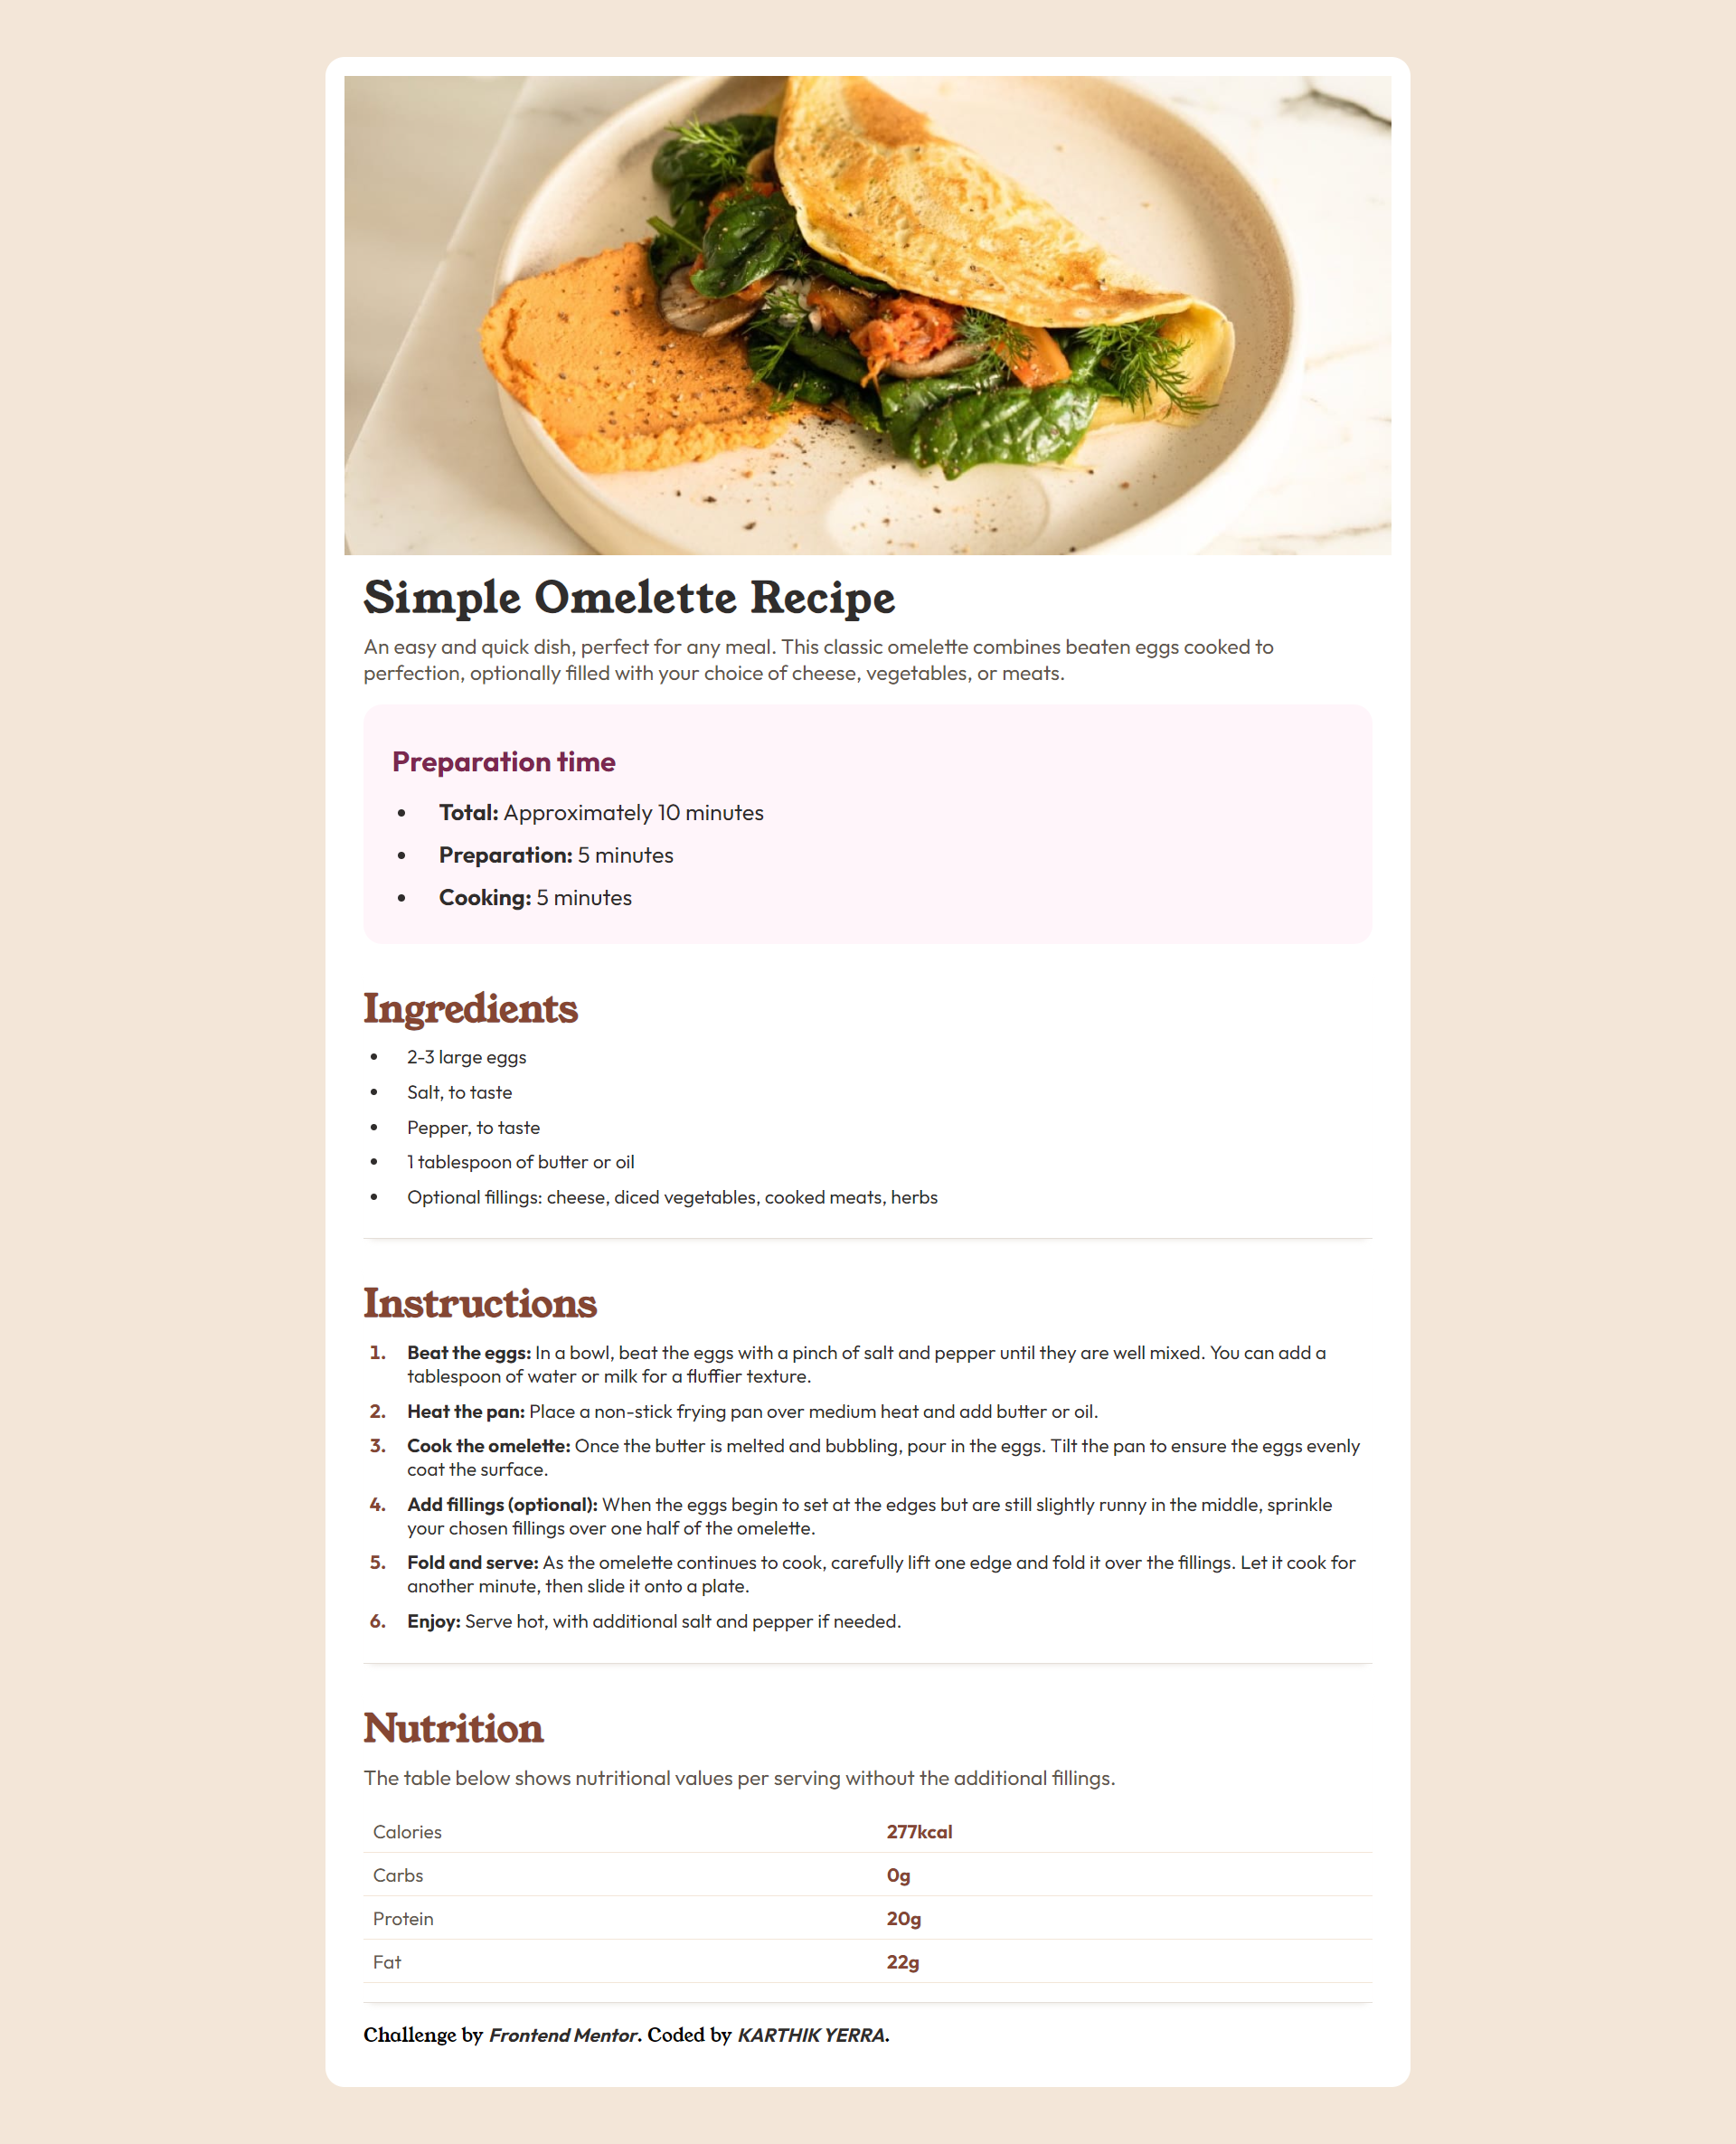 Simple Omelette Recipe
An easy and quick dish, perfect for any meal. This classic omelette combines beaten eggs cooked to
perfection, optionally filled with your choice of cheese, vegetables, or meats.
Preparation time
• Total: Approximately 10 minutes
• Preparation: 5 minutes
• Cooking: 5 minutes
Ingredients
• 2-3 large eggs
• Salt, to taste
• Pepper, to taste
• 1 tablespoon of butter or oil
• Optional fillings: cheese, diced vegetables, cooked meats, herbs
Instructions
1. Beat the eggs: In a bowl, beat the eggs with a pinch of salt and pepper until they are well mixed. You can add a
tablespoon of water or milk for a fluffier texture.
2. Heat the pan: Place a non-stick frying pan over medium heat and add butter or oil.
3. Cook the omelette: Once the butter is melted and bubbling, pour in the eggs. Tilt the pan to ensure the eggs evenly
coat the surface.
4. Add fillings (optional): When the eggs begin to set at the edges but are still slightly runny in the middle, sprinkle
your chosen fillings over one half of the omelette.
5. Fold and serve: As the omelette continues to cook, carefully lift one edge and fold it over the fillings. Let it cook for
another minute, then slide it onto a plate.
6. Enjoy: Serve hot, with additional salt and pepper if needed.
Nutrition
The table below shows nutritional values per serving without the additional fillings.
Calories 277kcal
Carbs 0g
Protein 20g
Fat 22g
Challenge by Frontend Mentor. Coded by KARTHIK YERRA.